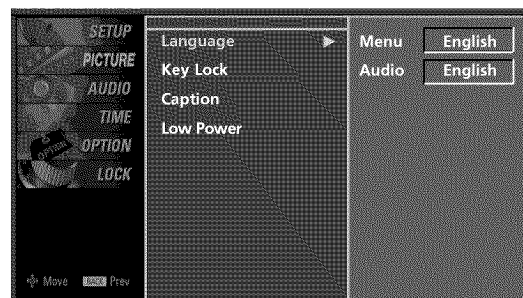 SETUP
PICTURE
AUDIO
TIME
OPTION
LOCK
Move BACK Prev
Language
Key Lock
Caption
Low Power
Menu English
Audio English